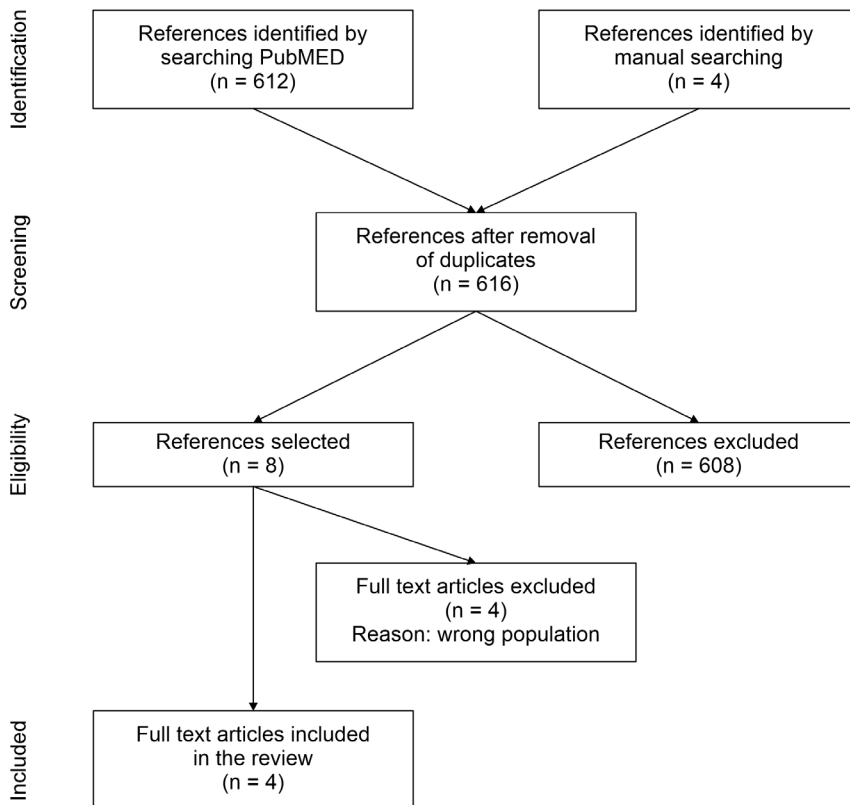 Identification
References identified by
searching PubMED
(n = 612)
References identified by
manual searching
(n = 4)
Screening
References after removal
of duplicates
(n = 616)
Eligibility
References selected
(n = 8)
References excluded
(n = 608)
Full text articles excluded
(n = 4)
Reason: wrong population
Included
Full text articles included
in the review
(n = 4)